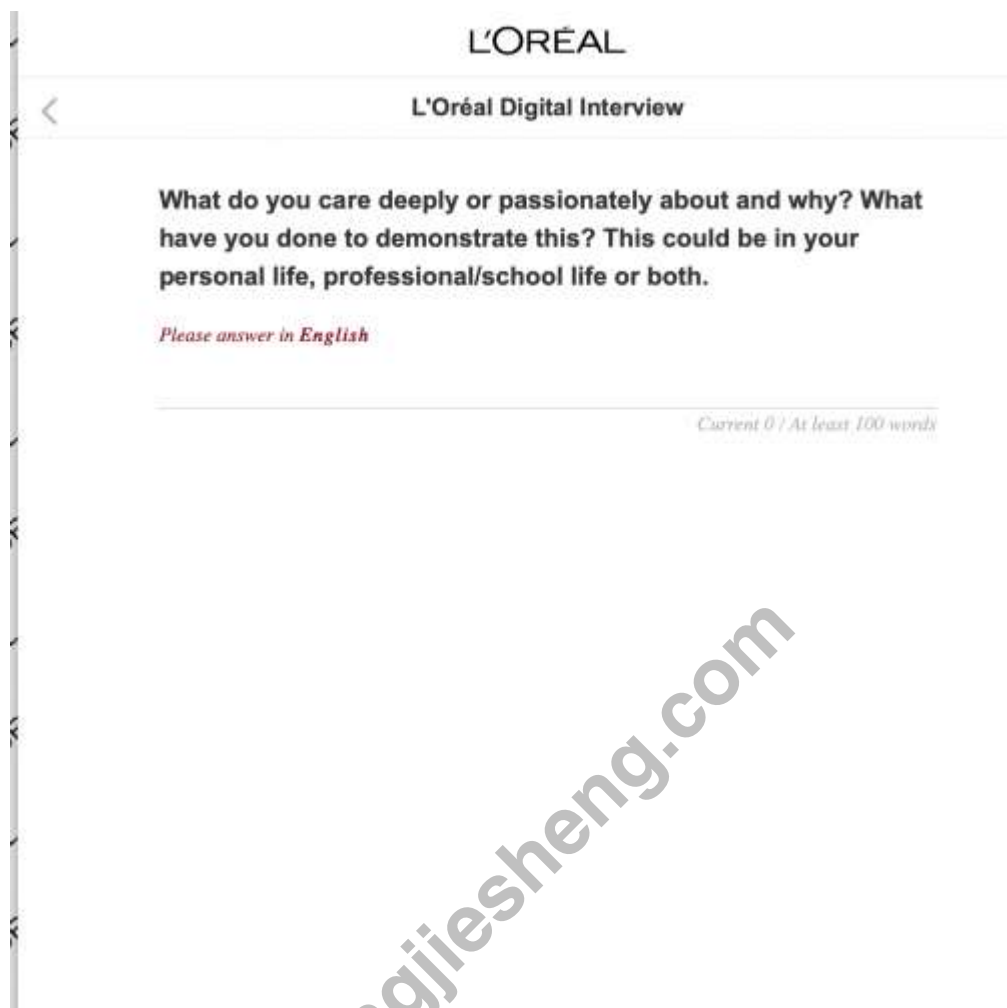 L'ORÉAL
L'Oréal Digital Interview
What do you care deeply or passionately about and why? What
have you done to demonstrate this? This could be in your
personal life, professional/school life or both.
Please answer in English
Current 0 / At least 100 words
gjiesheng.com